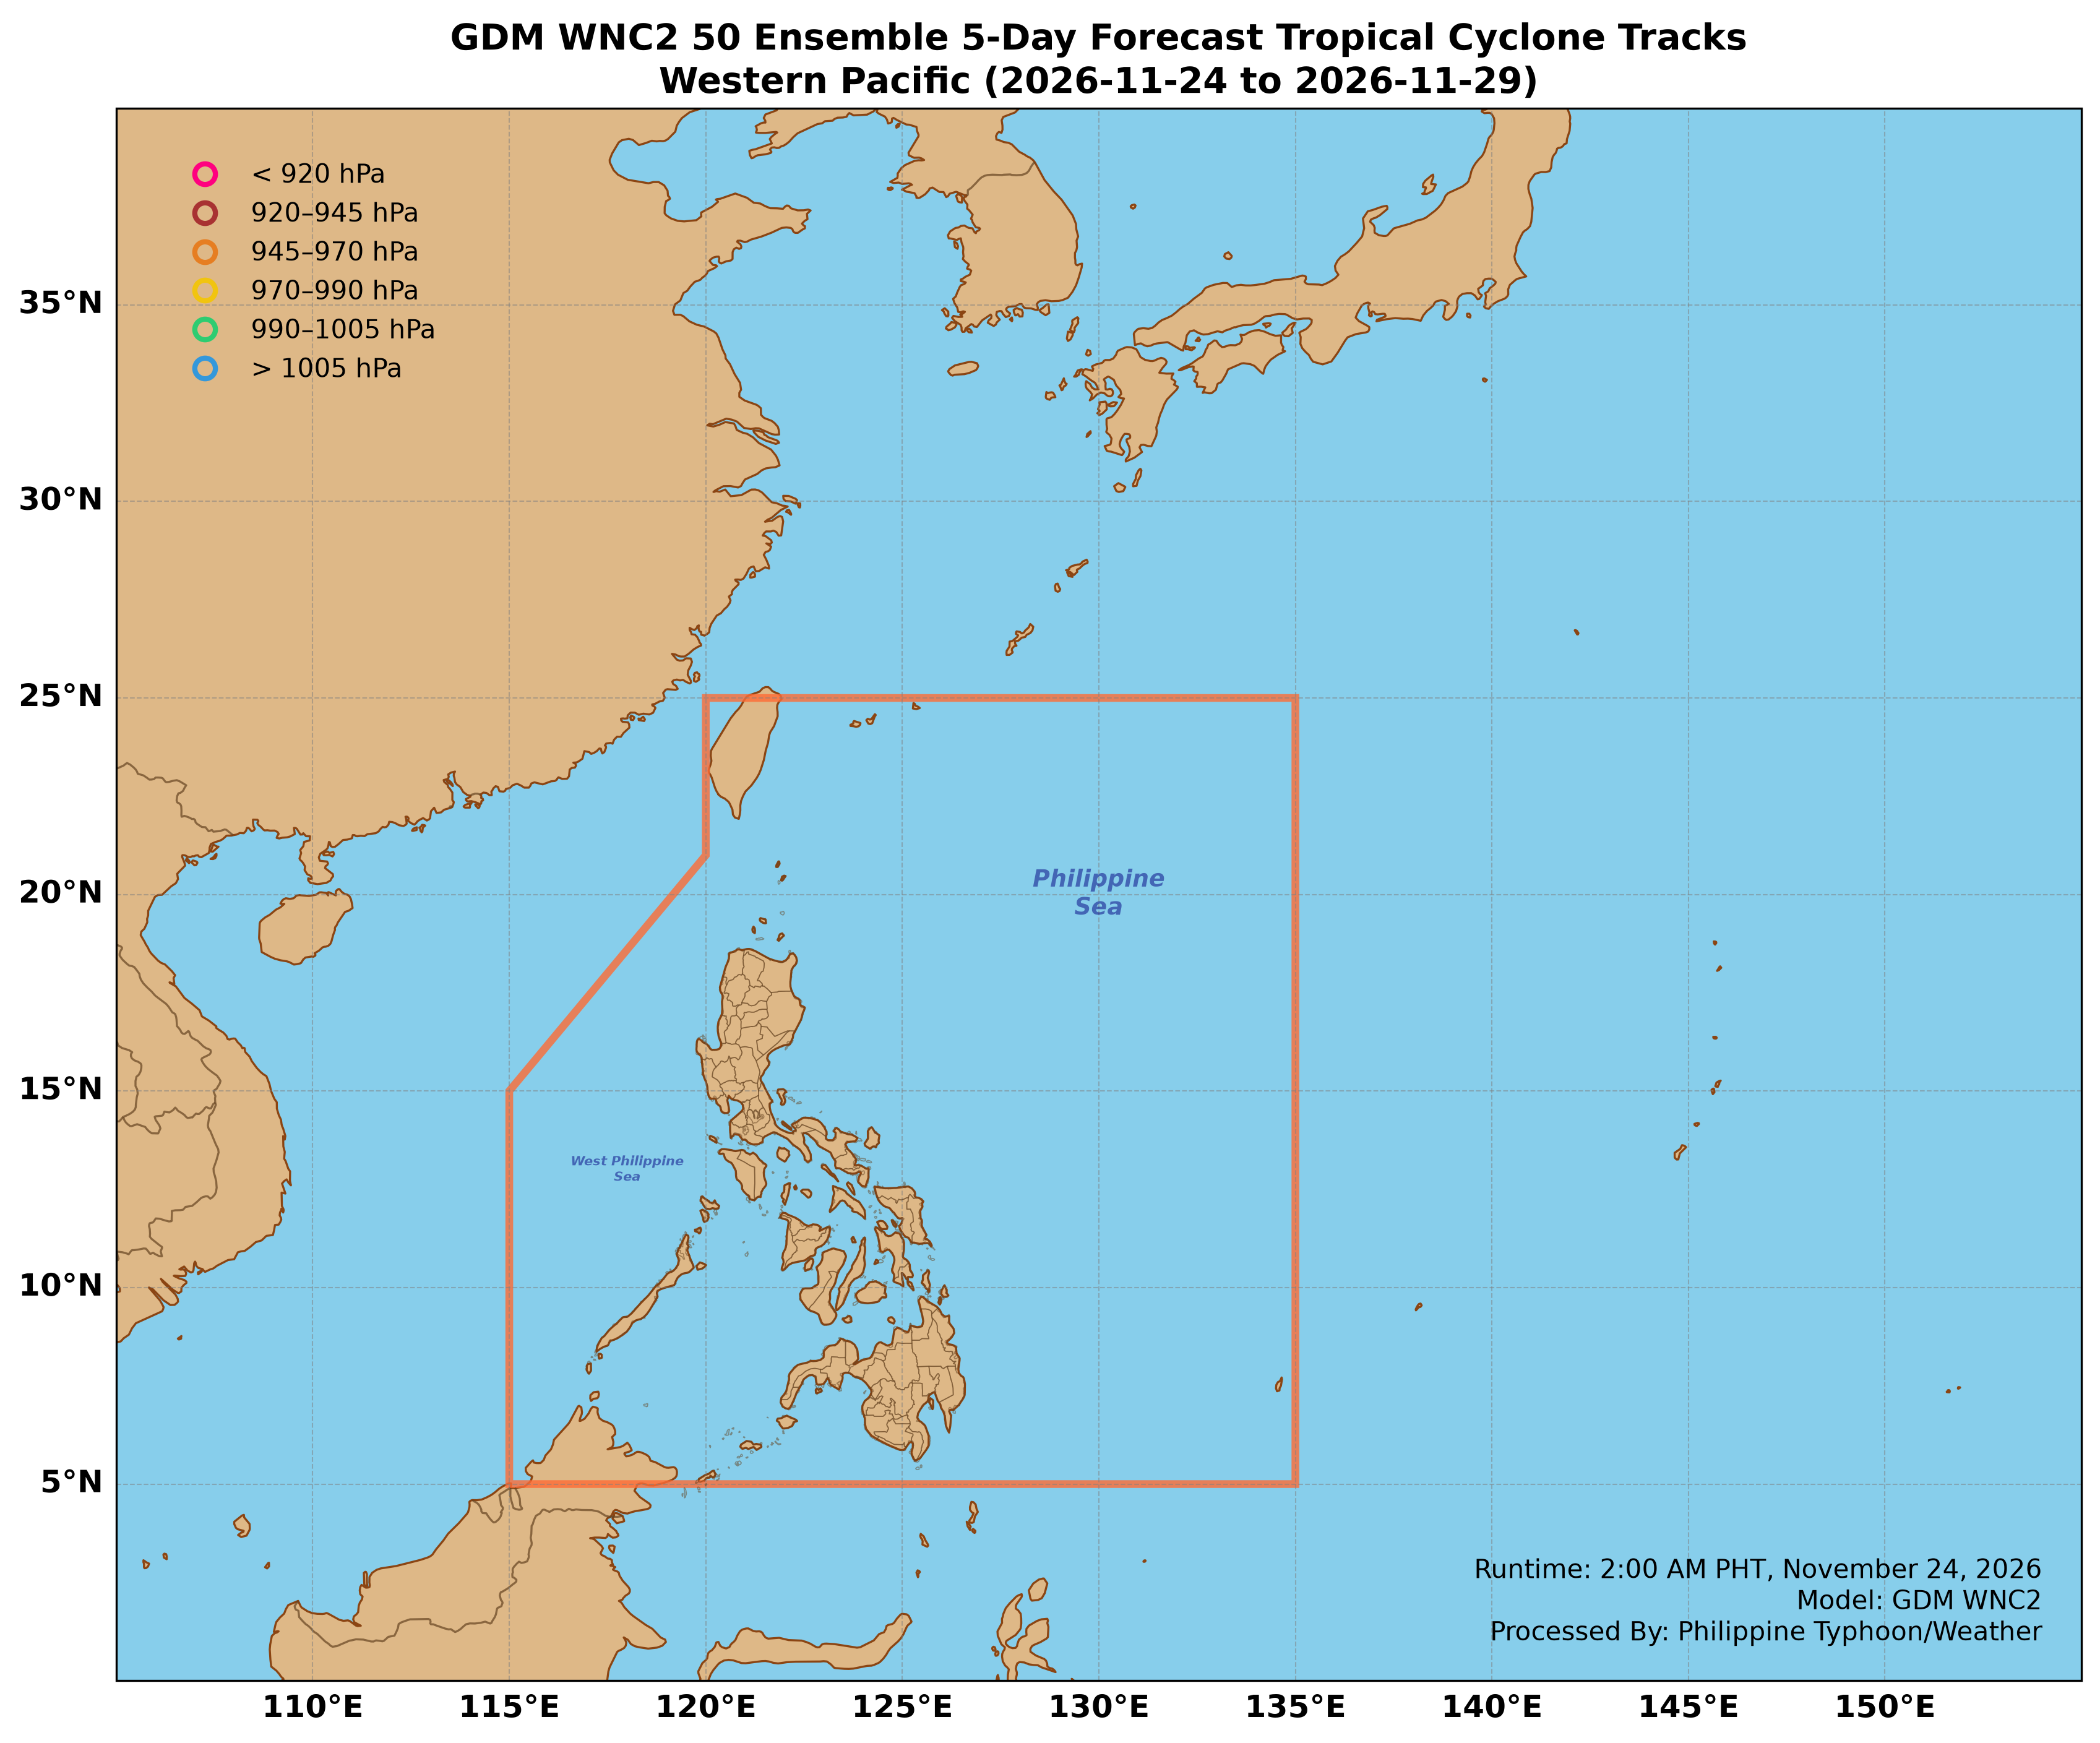 GDM WNC2 50 Ensemble 5-Day Forecast Tropical Cyclone Tracks
Western Pacific (2026-11-24 to 2026-11-29)
< 920 hPa
920–945 hPa
945–970 hPa
970–990 hPa
990–1005 hPa
> 1005 hPa
35°N
30°N
25°N
20°N
15°N
10°N
5°N
Philippine
Sea
West Philippine
Sea
Runtime: 2:00 AM PHT, November 24, 2026
Model: GDM WNC2
Processed By: Philippine Typhoon/Weather
110°E
115°E
120°E
125°E
130°E
135°E
140°E
145°E
150°E